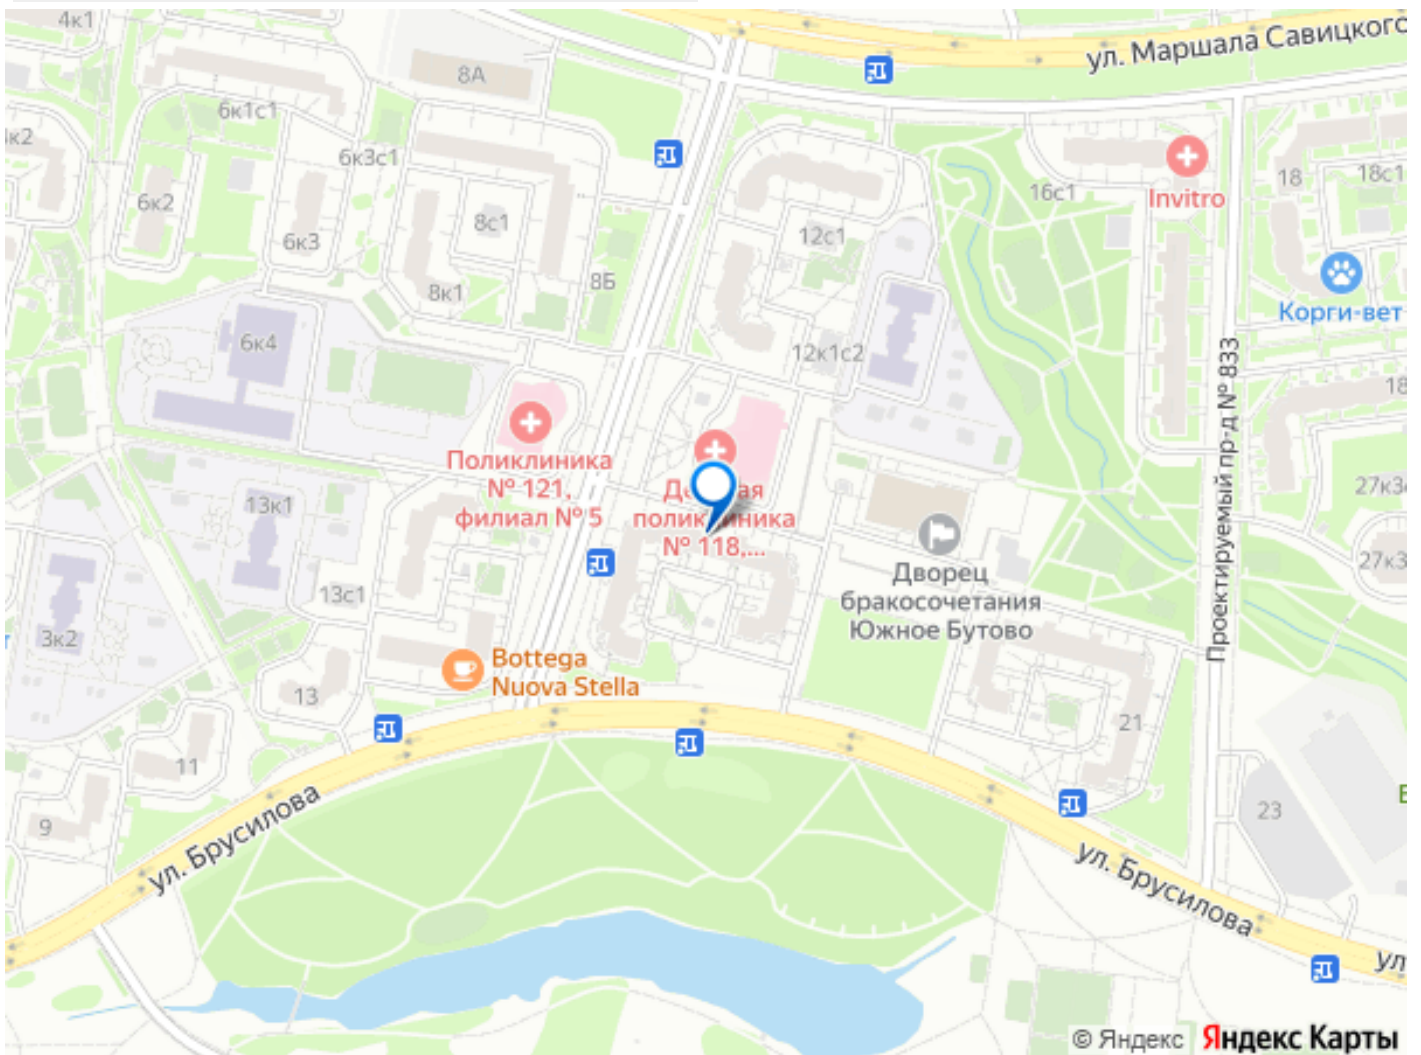 4к1
ул. Маршала Савицкого
8А
6к1с1
6к3с1
18
18с1
6к2
8с1
16с1
Invitro
6к3
12с1
8Б
8к1
Корги-вет
6к4
12к1с2
Проектируемый пр-д № 833
18
Поликлиника
№ 121,
филиал № 5
поликлиника
№ 118,...
27к3
13к1
27к3
Дворец
бракосочетания
Южное Бутово
13с1
3к2
Bottega
Nuova Stella
13
21
11
9
23
ул. Брусилова
ул. Брусилова
ул
© Яндекс
Яндекс Карты